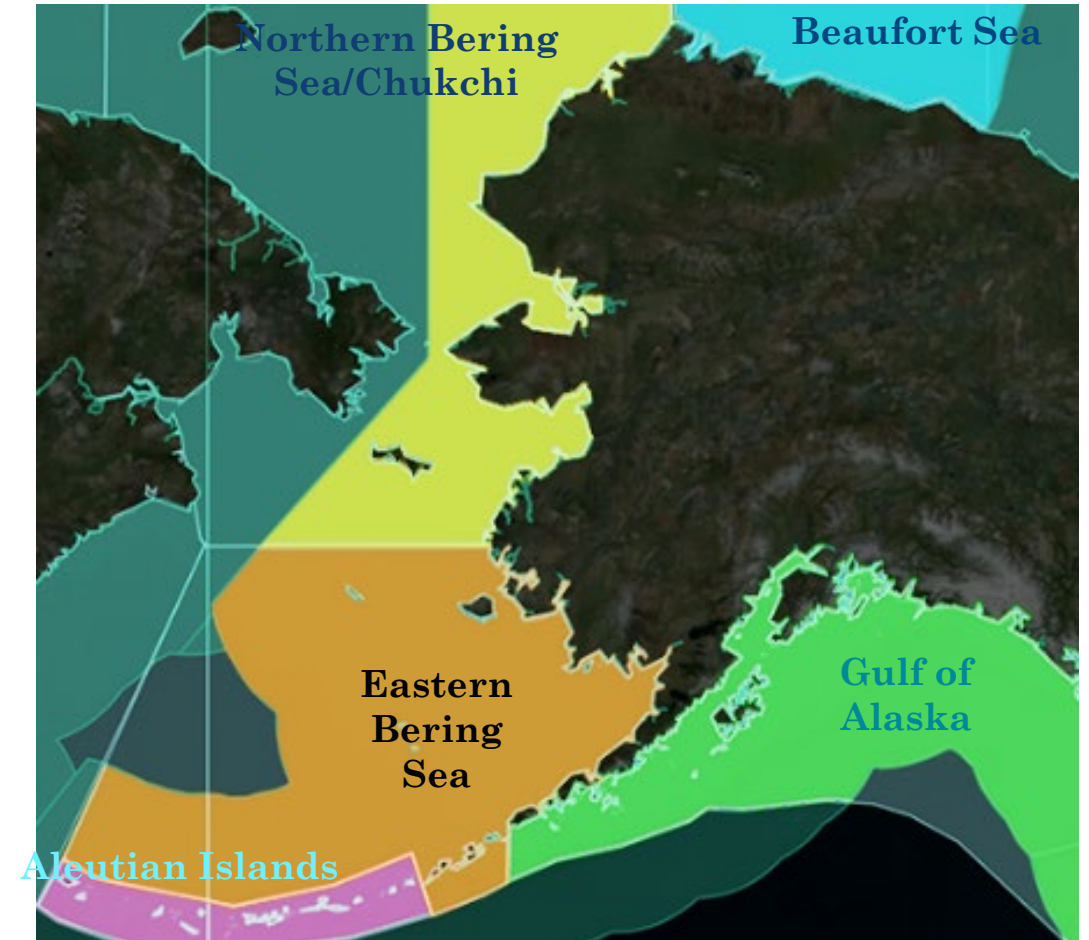 Northern Bering
Sea/Chukchi
Beaufort Sea
Eastern
Bering
Sea
Gulf of
Alaska
Aleutian Islands